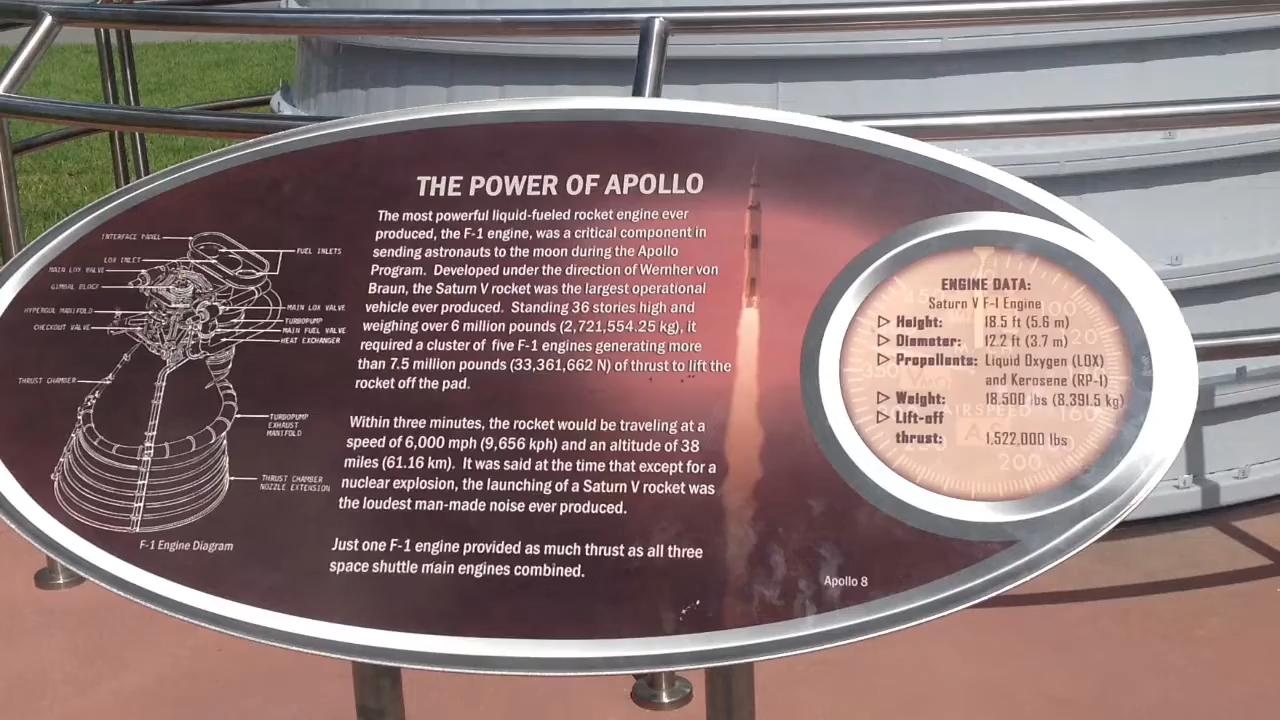 THE POWER OF APOLLO
The most powerful liquid-fueled rocket engine ever
produced, the F-1 engine, was a critical component in
sending astronauts to the moon during the Apollo
Program. Developed under the direction of Wernher von
Braun, the Saturn V rocket was the largest operational
vehicle ever produced. Standing 36 stories high and
weighing over 6 million pounds (2,721,554.25 kg), it
required a cluster of five F-1 engines generating more
than 7.5 million pounds (33,361,662 N) of thrust to lift the
rocket off the pad.
Within three minutes, the rocket would be traveling at a
speed of 6,000 mph (9,656 kph) and an altitude of 38
miles (61.16 km). It was said at the time that except for a
nuclear explosion, the launching of a Saturn V rocket was
the loudest man-made noise ever produced.
Just one F-1 engine provided as much thrust as all three
space shuttle main engines combined.
INTERFACE PANEL
LOX INLET
MAIN LOX VALVE
GIMBAL BLOCK
HYPERGOL MANIFOLD
CHECKOUT VALVE
THRUST CHAMBER
FUEL INLETS
MAIN LOX VALVE
TURBOPUMP
MAIN FUEL VALVE
HEAT EXCHANGER
TURBOPUMP
EXHAUST
MANIFOLD
THRUST CHAMBER
NOZZLE EXTENSION
F-1 Engine Diagram
ENGINE DATA:
Saturn V F-1 Engine
Height: 18.5 ft (5.6 m)
Diameter: 12.2 ft (3.7 m)
Propellants: Liquid Oxygen (LOX)
and Kerosene (RP-1)
Weight: 18,500 lbs (8,391.5 kg)
Lift-off
thrust: 1,522,000 lbs
AIRSPEED
160
200
350
Apollo 8